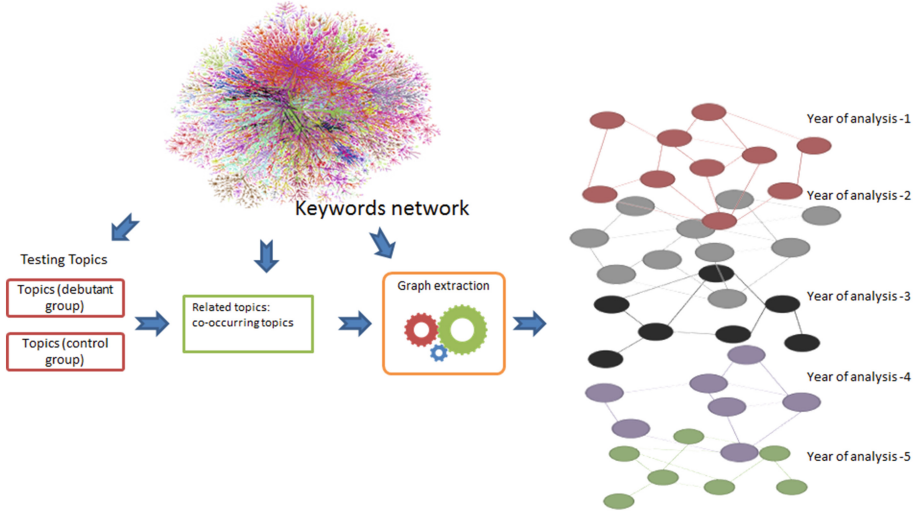 Keywords network
Testing Topics
Topics (debutant
group)
Topics (control
group)
Related topics:
co-occurring topics
Graph extraction
Year of analysis -1
Year of analysis -2
Year of analysis -3
Year of analysis -4
Year of analysis -5